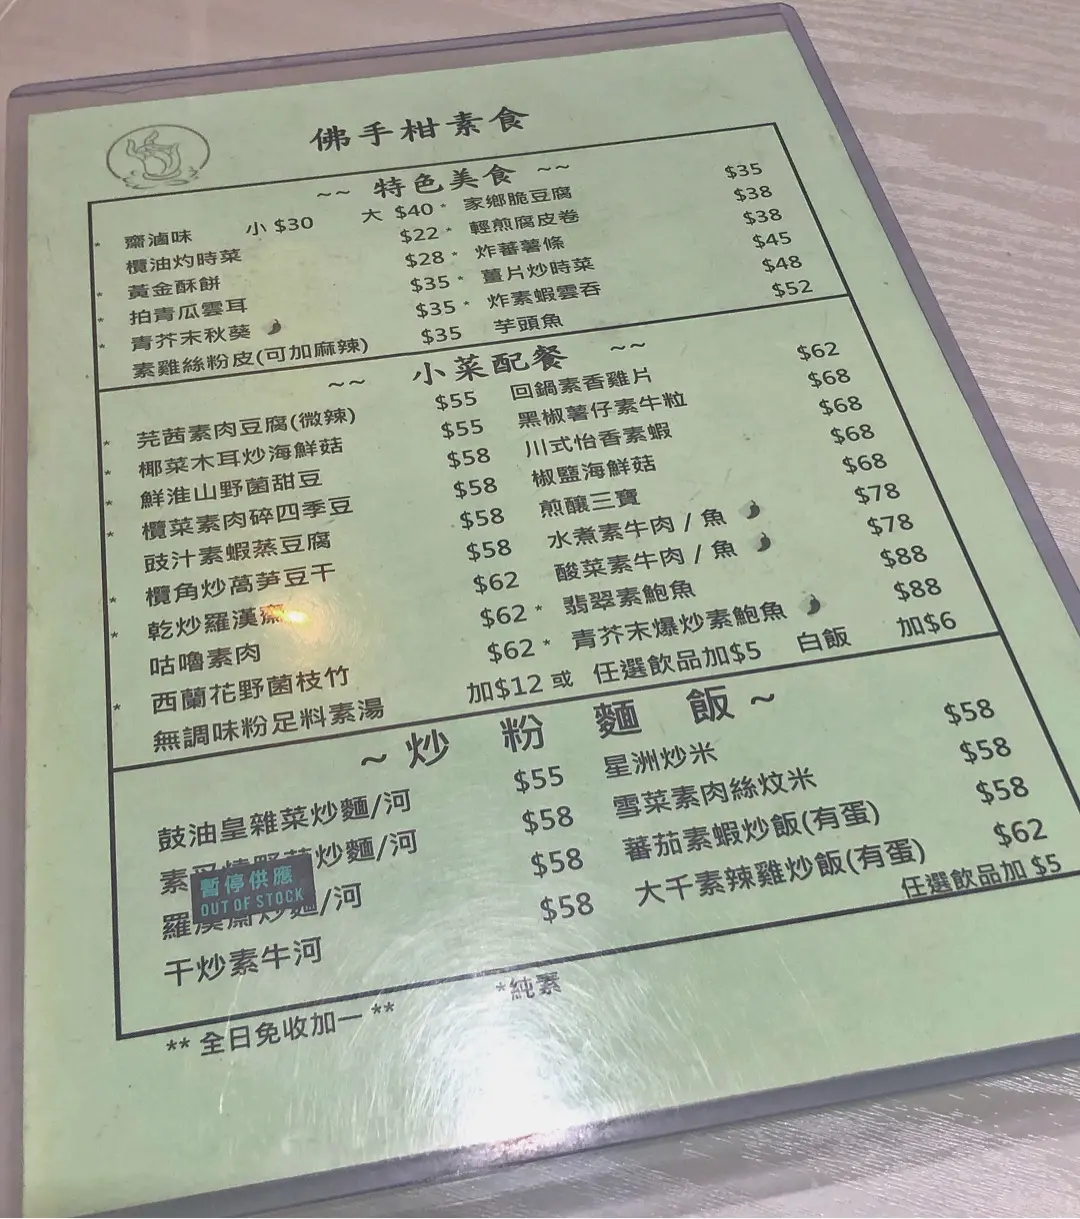 佛手柑素食
~~ 特色美食 ~~
* 齋滷味 小 $30 大 $40 * 家鄉脆豆腐 $35
欖油灼時菜 $22 * 輕煎腐皮卷 $38
* 黃金酥餅 $28 * 炸蕃薯條 $38
* 拍青瓜雲耳 $35 * 薑片炒時菜 $45
* 青芥末秋葵 $35 * 炸素蝦雲吞 $48
素雞絲粉皮(可加麻辣) $35 芋頭魚 $52
~~ 小菜配餐 ~~
* 芫茜素肉豆腐(微辣) $55 回鍋素香雞片 $62
* 椰菜木耳炒海鮮菇 $55 黑椒薯仔素牛粒 $68
* 鮮淮山野菌甜豆 $58 川式怡香素蝦 $68
* 欖菜素肉碎四季豆 $58 椒鹽海鮮菇 $68
豉汁素蝦蒸豆腐 $58 煎釀三寶 $68
* 欖角炒萵笋豆干 $58 水煮素牛肉 / 魚 $78
* 乾炒羅漢齋 $62 酸菜素牛肉 / 魚 $78
咕嚕素肉 $62 * 翡翠素鮑魚 $88
* 西蘭花野菌枝竹 $62 * 青芥末爆炒素鮑魚 $88
無調味粉足料素湯 加$12 或 任選飲品加$5 白飯 加$6
~ 炒 粉 麵 飯 ~
鼓油皇雜菜炒麵/河 $55 星洲炒米 $58
素 炒麵/河 $58 雪菜素肉絲炆米 $58
羅漢齋炒麵/河 $58 蕃茄素蝦炒飯(有蛋) $58
干炒素牛河 $58 大千素辣雞炒飯(有蛋) $62
暫停供應
OUT OF STOCK
任選飲品加 $5
** 全日免收加一 ** *純素